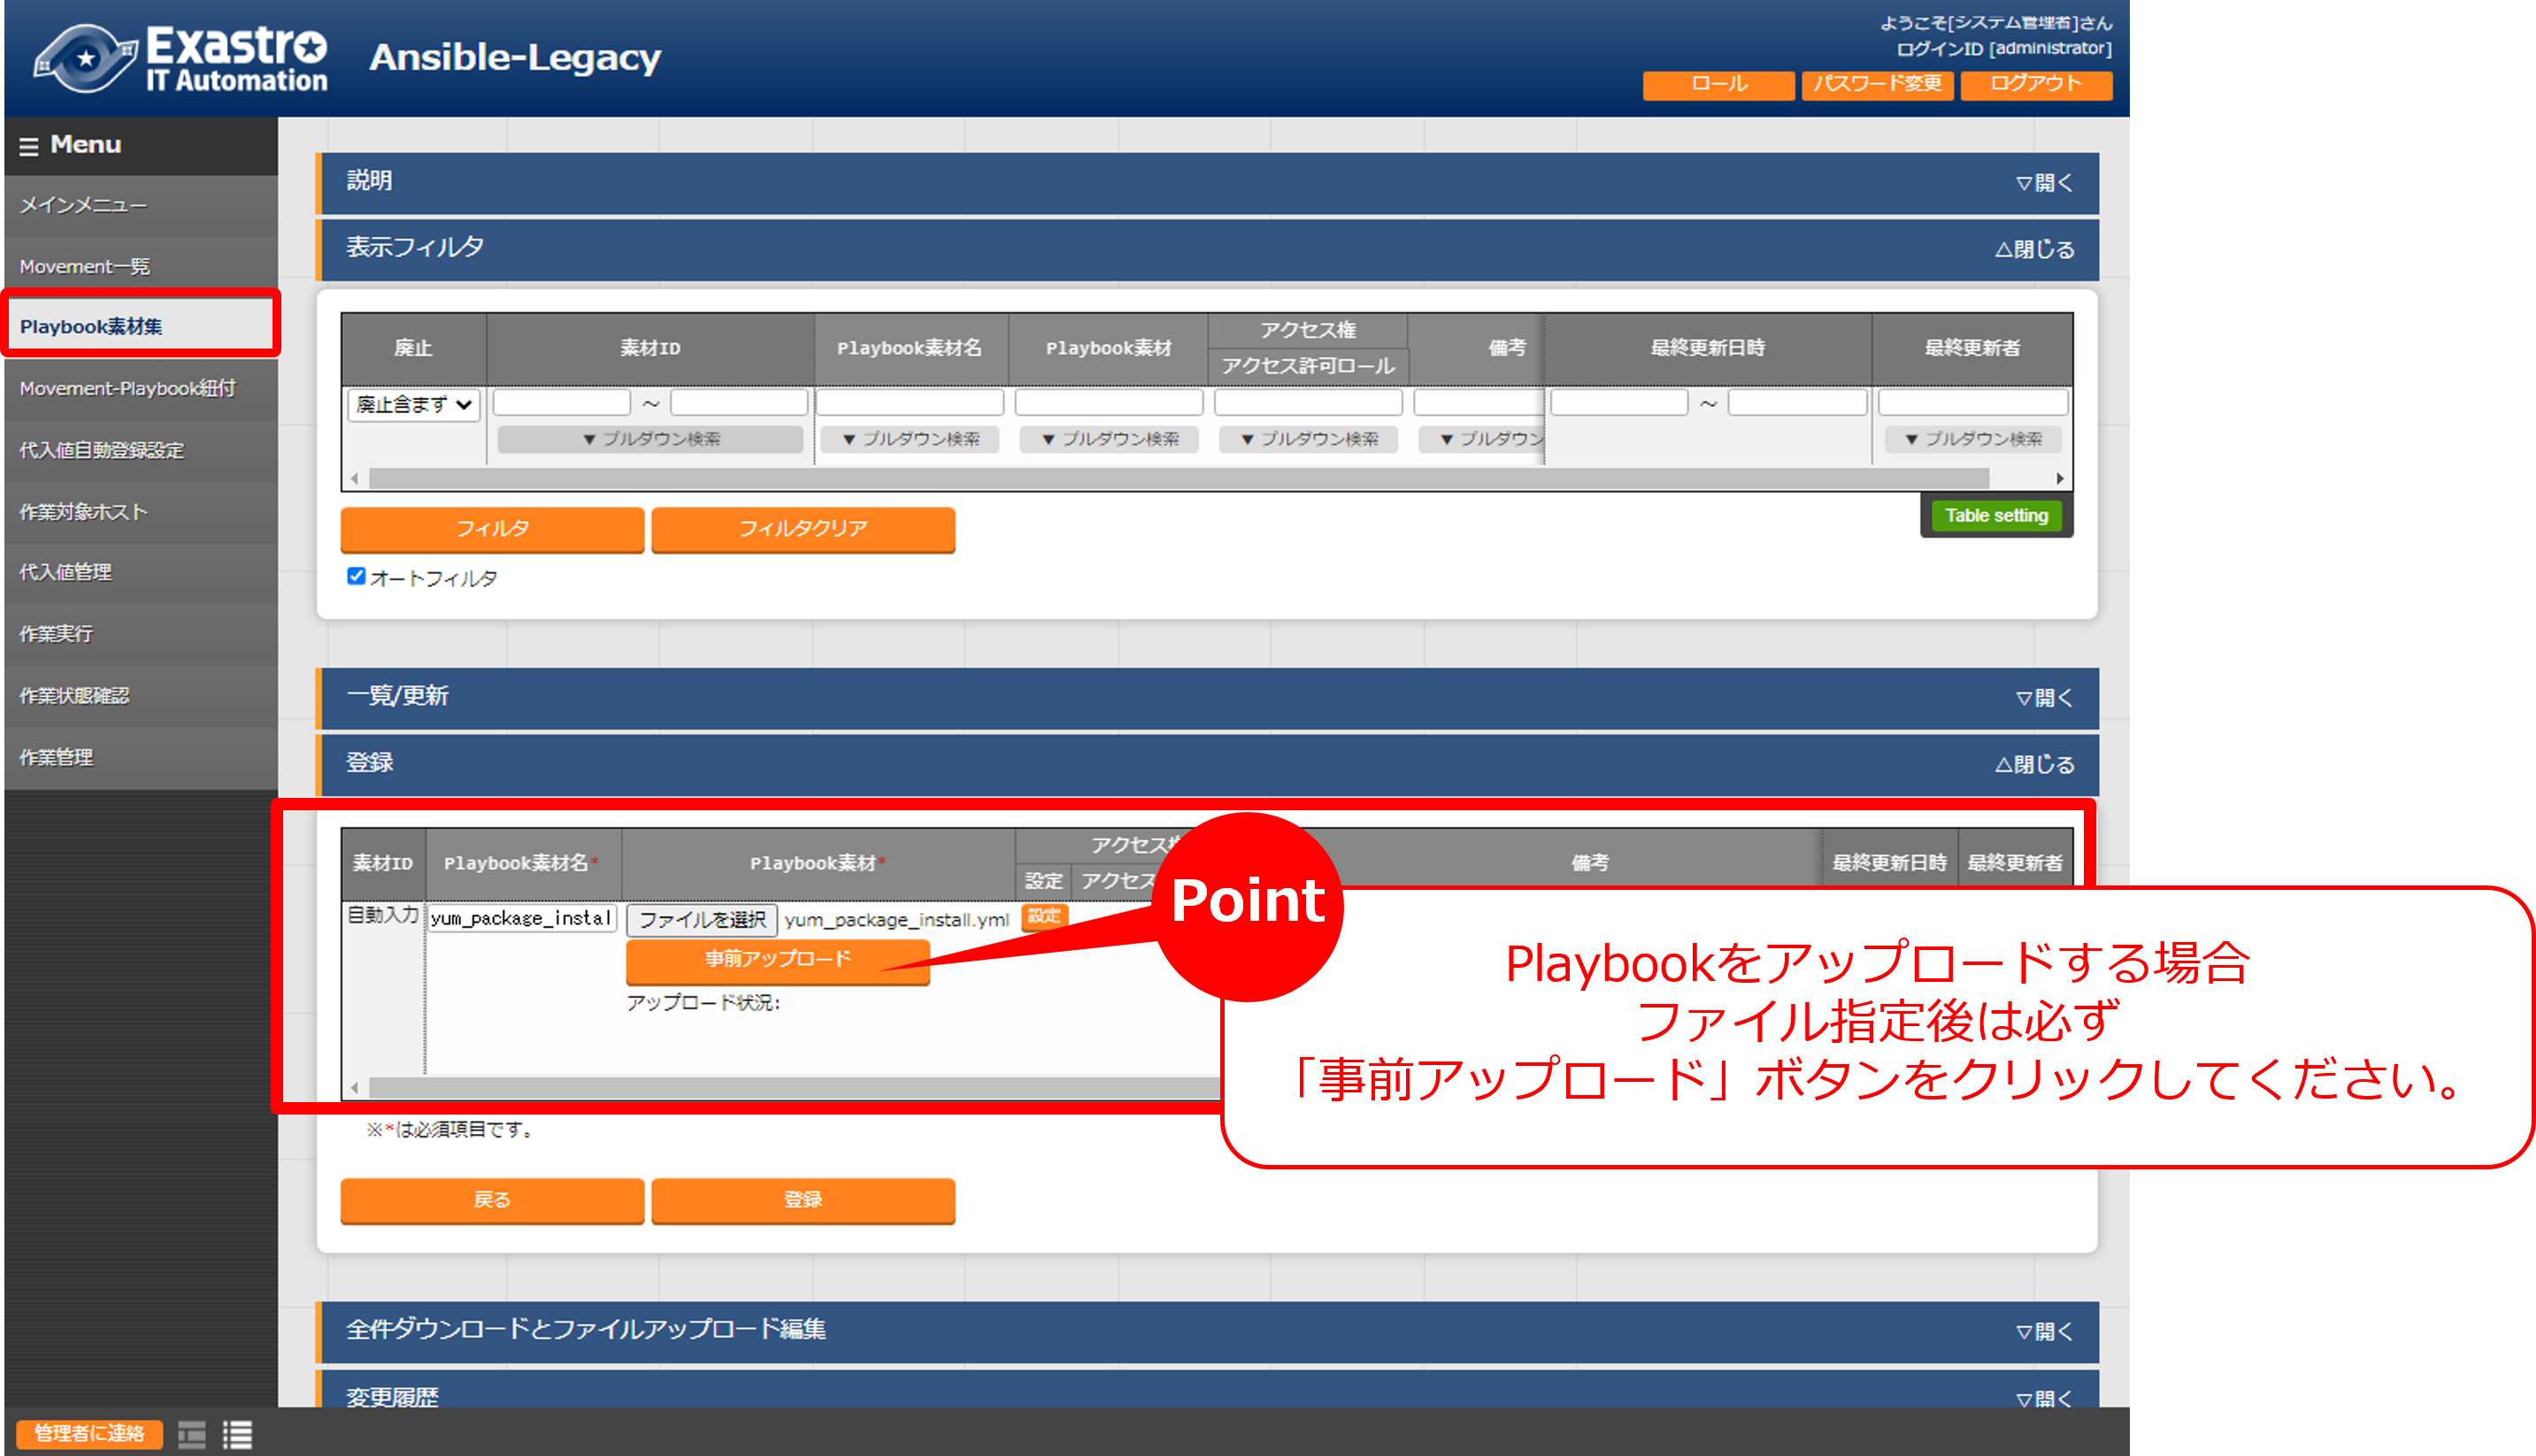 Exastro
IT Automation
Ansible-Legacy
ようこそ[システム管理者]さん
ログインID [administrator]
ロール
パスワード変更
ログアウト
Menu
メインメニュー
Movement一覧
Playbook素材集
Movement-Playbook紐付
代入値自動登録設定
作業対象ホスト
代入値管理
作業実行
作業状態確認
作業管理
説明
▽開く
表示フィルタ
△閉じる
廃止
素材ID
Playbook素材名
Playbook素材
アクセス権
アクセス許可ロール
備考
最終更新日時
最終更新者
廃止含まず
～
～
▼ プルダウン検索
▼ プルダウン検索
▼ プルダウン検索
▼ プルダウン検索
▼ プルダウン
▼ プルダウン検索
フィルタ
フィルタクリア
Table setting
オートフィルタ
一覧/更新
▽開く
登録
△閉じる
素材ID
Playbook素材名*
Playbook素材*
アクセス
設定
アクセス
備考
最終更新日時
最終更新者
自動入力
yum_package_instal
ファイルを選択
yum_package_install.yml
設定
事前アップロード
アップロード状況:
Point
Playbookをアップロードする場合
ファイル指定後は必ず
「事前アップロード」ボタンをクリックしてください。
※*は必須項目です。
戻る
登録
全件ダウンロードとファイルアップロード編集
▽開く
変更履歴
▽開く
管理者に連絡